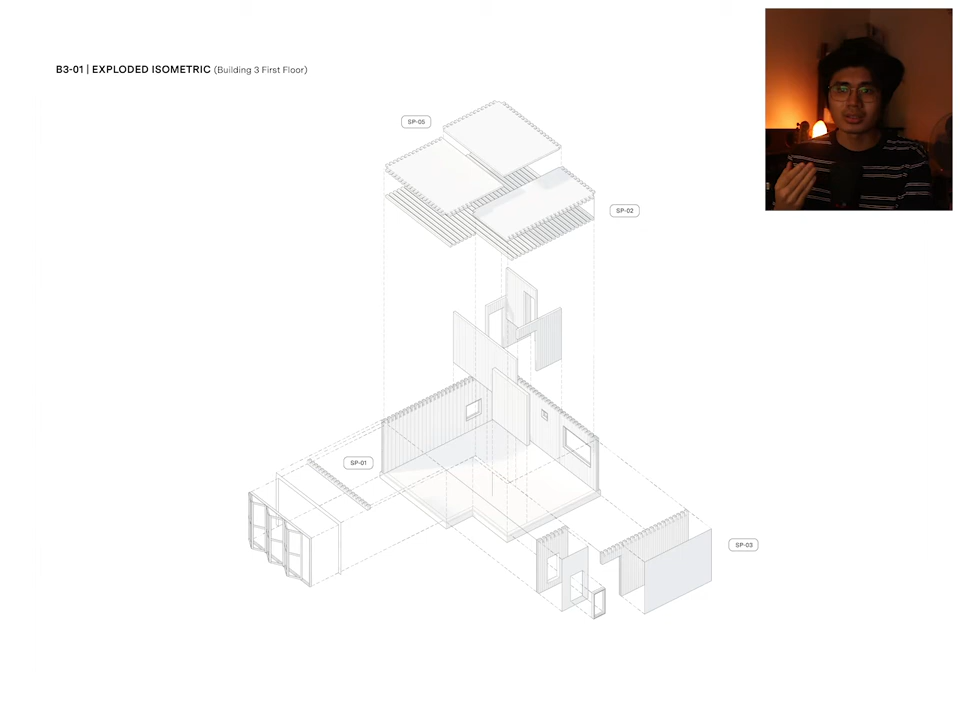 B3-01 | EXPLODED ISOMETRIC (Building 3 First Floor)
SP-05
SP-02
SP-01
SP-03